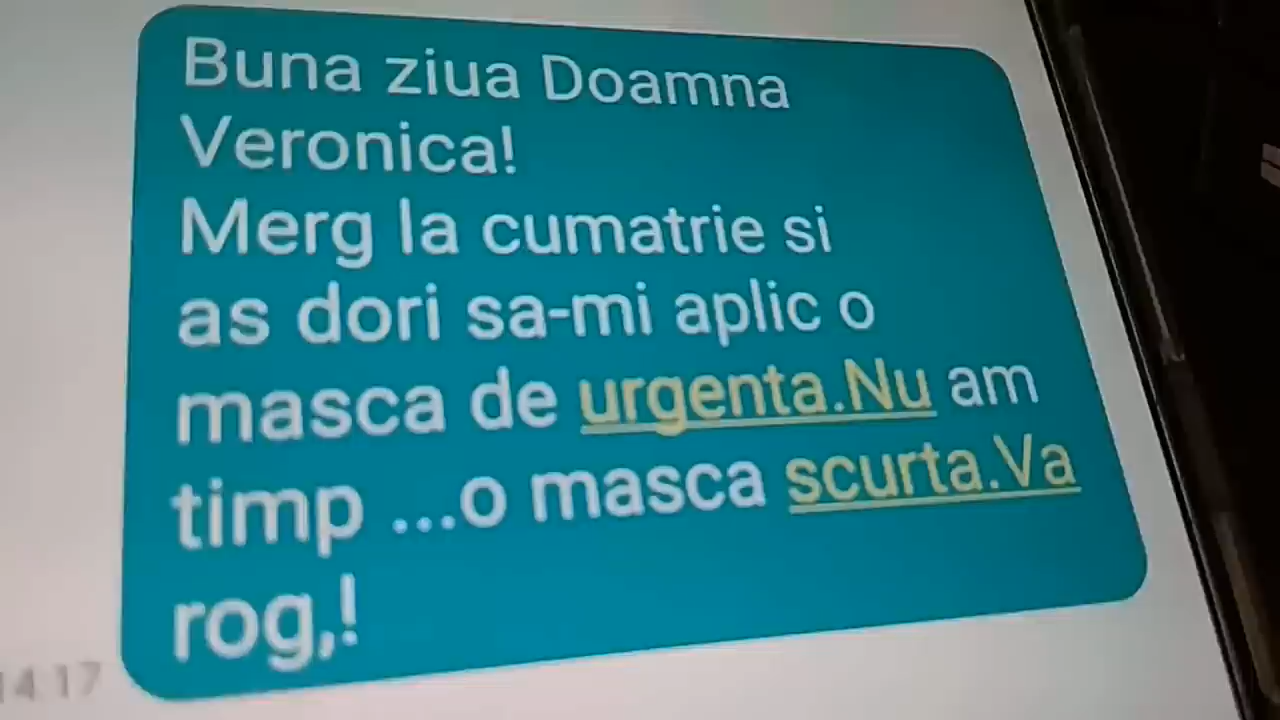 Buna ziua Doamna
Veronica!
Merg la cumatrie si
as dori sa-mi aplic o
masca de urgenta.Nu am
timp ...o masca scurta.Va
rog,!
14:17